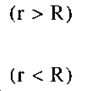 (r > R)
(r < R)